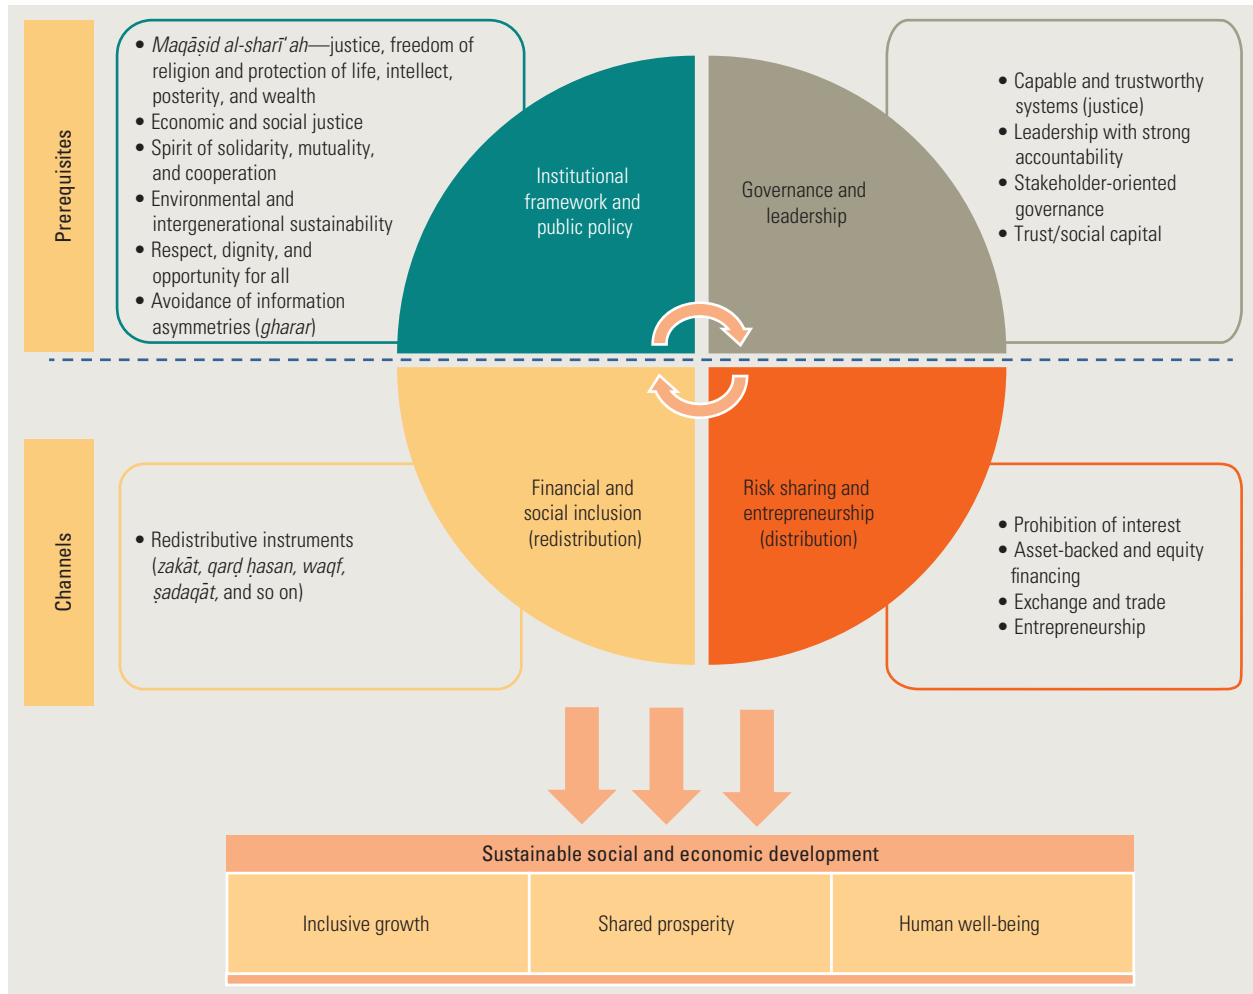 Prerequisites
• Maqāṣid al-sharīʿah—justice, freedom of
religion and protection of life, intellect,
posterity, and wealth
• Economic and social justice
• Spirit of solidarity, mutuality,
and cooperation
• Environmental and
intergenerational sustainability
• Respect, dignity, and
opportunity for all
• Avoidance of information
asymmetries (gharar)
Institutional
framework and
public policy
Governance and
leadership
• Capable and trustworthy
systems (justice)
• Leadership with strong
accountability
• Stakeholder-oriented
governance
• Trust/social capital
Channels
• Redistributive instruments
(zakāt, qarḍ ḥasan, waqf,
ṣadaqāt, and so on)
Financial and
social inclusion
(redistribution)
Risk sharing and
entrepreneurship
(distribution)
• Prohibition of interest
• Asset-backed and equity
financing
• Exchange and trade
• Entrepreneurship
Sustainable social and economic development
Inclusive growth
Shared prosperity
Human well-being